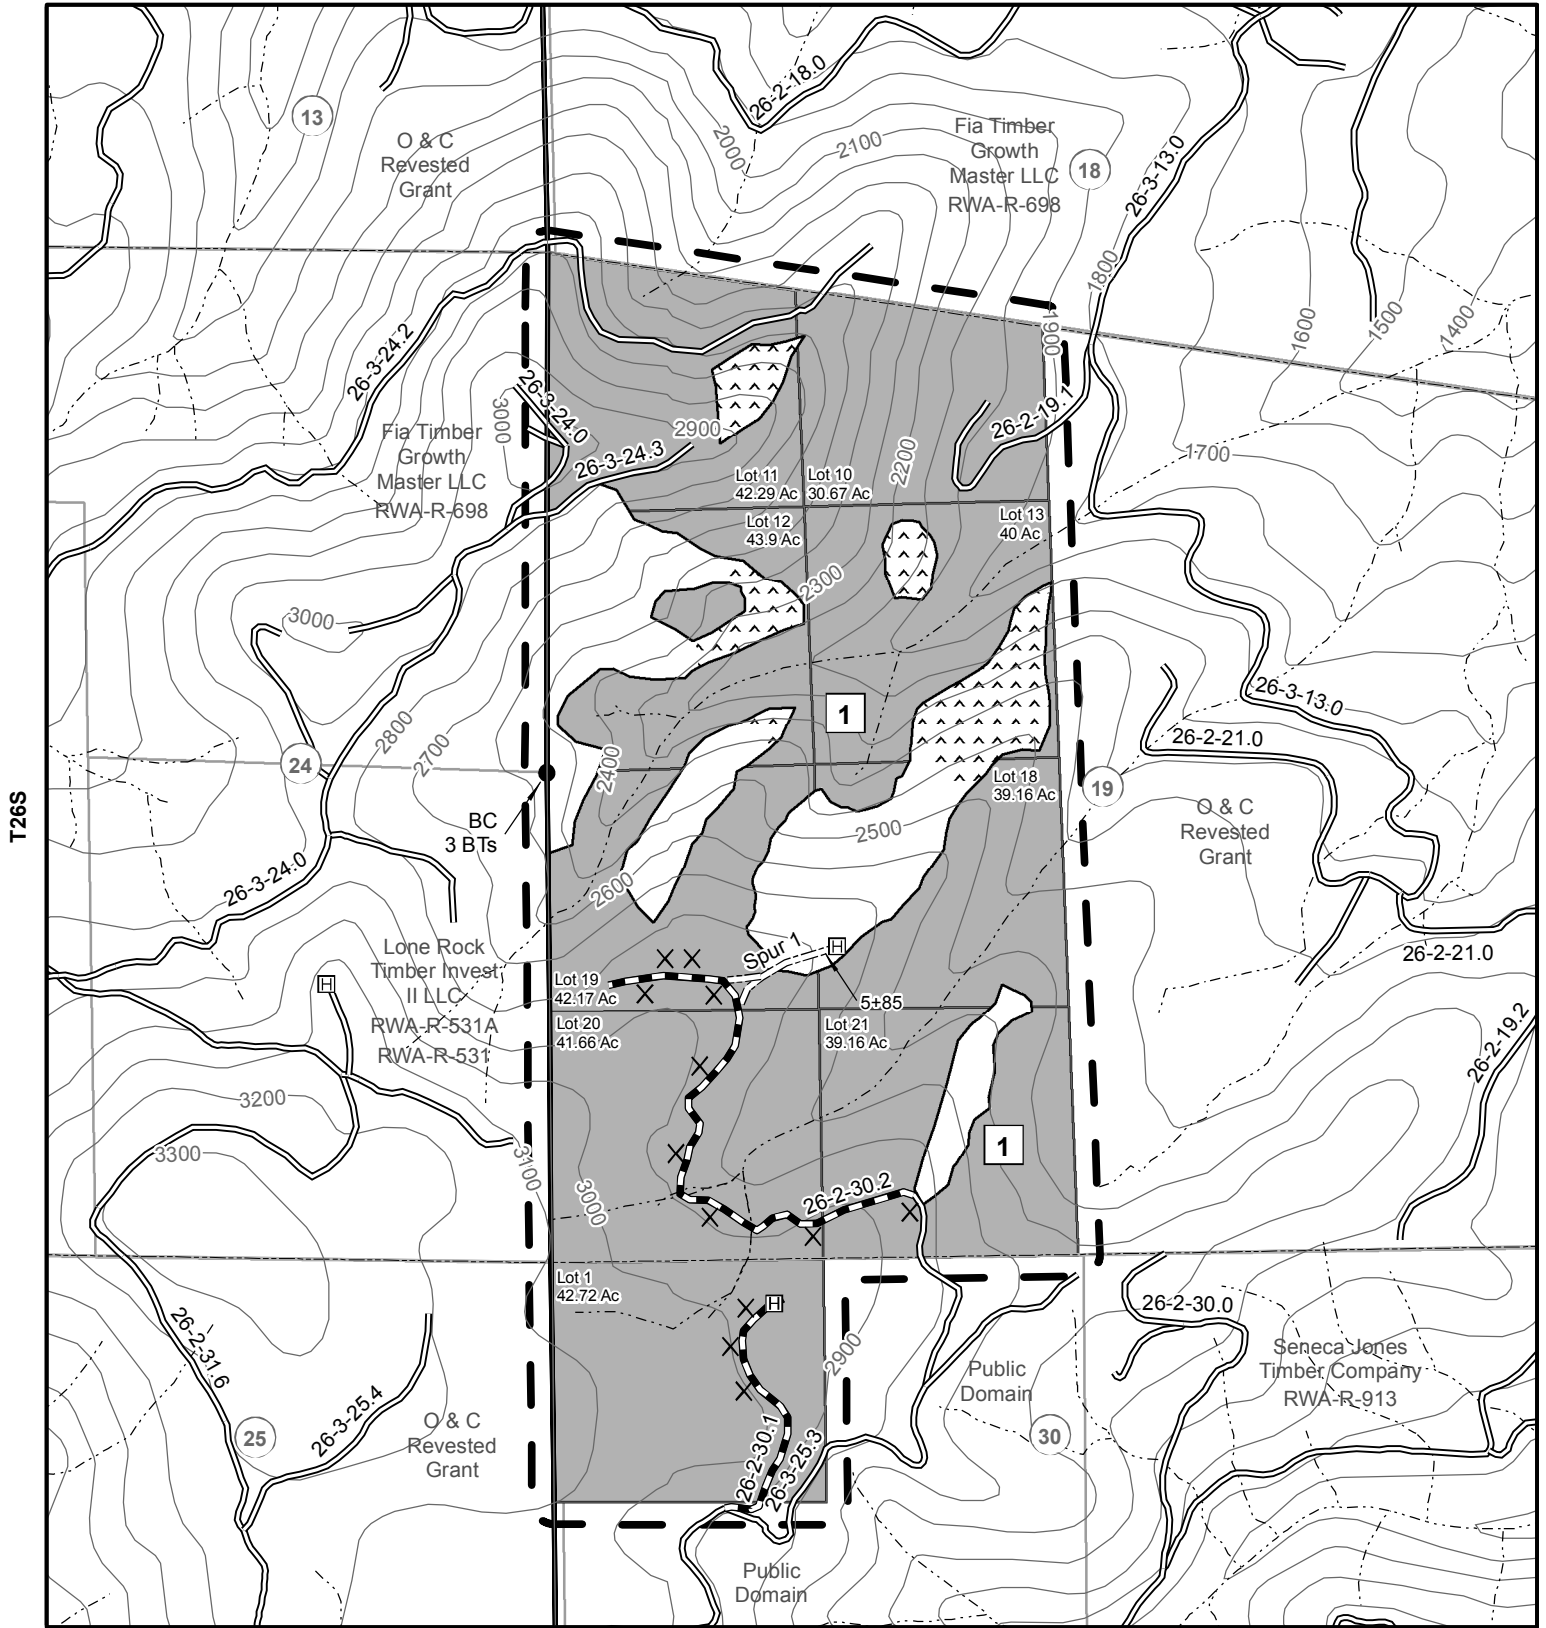 26-2-18.0
13
O & C
Revested
Grant
2000
2100
Fia Timber
Growth
Master LLC
RWA-R-698
18
26-3-13.0
1800
1900
1600
1500
1400
26-3-24.2
26-3-24.0
3000
2900
26-3-24.3
26-2-19.1
Fia Timber
Growth
Master LLC
RWA-R-698
2200
1700
Lot 11
42.29 Ac
Lot 10
30.67 Ac
Lot 12
43.9 Ac
Lot 13
40 Ac
2300
3000
1
26-3-13.0
2800
2700
26-2-21.0
24
2400
Lot 18
39.16 Ac
19
T26S
BC
3 BTs
2500
O & C
Revested
Grant
26-3-24.0
2600
Lone Rock
Timber Invest
II LLC
RWA-R-531A
RWA-R-531
H
Spur 1
H
26-2-21.0
Lot 19
42.17 Ac
5+85
Lot 20
41.66 Ac
Lot 21
39.16 Ac
26-2-19.2
3200
3300
3100
3000
1
26-2-30.2
Lot 1
42.72 Ac
H
26-2-30.0
26-2-31.6
2900
Seneca Jones
Timber Company
RWA-R-913
Public
Domain
26-3-25.4
O & C
Revested
Grant
25
26-2-30.1
26-3-25.3
30
Public
Domain